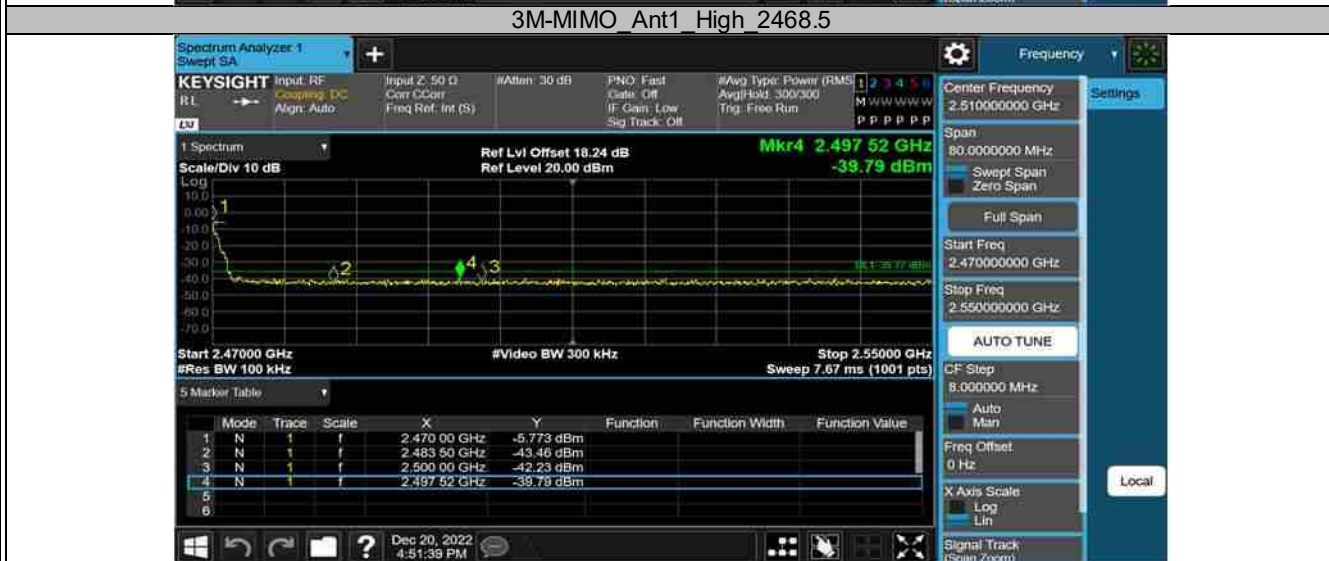 3M-MIMO_Ant1_High_2468.5
Spectrum Analyzer 1
Swept SA
Frequency
KEYSIGHT
RL
Input: RF
Coupling: DC
Align: Auto
Input Z: 50 Ω
Corr CCorr
Freq Ref: Int (S)
#Atten: 30 dB
PNO: Fast
Gate: Off
IF Gain: Low
Sig Track: Off
#Avg Type: Power (RMS
Avg|Hold: 300/300
Trig: Free Run
1 2 3 4 5 6
M W W W W W
P P P P P P
LXI
1 Spectrum
Scale/Div 10 dB
Ref Lvl Offset 18.24 dB
Ref Level 20.00 dBm
Mkr4 2.497 52 GHz
-39.79 dBm
Log
10.0
0.00
-10.0
-20.0
-30.0
-40.0
-50.0
-60.0
-70.0
1
2
4
3
DL1 -35.77 dBm
Start 2.47000 GHz
#Video BW 300 kHz
Stop 2.55000 GHz
#Res BW 100 kHz
Sweep 7.67 ms (1001 pts)
5 Marker Table
Mode Trace Scale X Y Function Function Width Function Value
1 N 1 f 2.470 00 GHz -5.773 dBm
2 N 1 f 2.483 50 GHz -43.46 dBm
3 N 1 f 2.500 00 GHz -42.23 dBm
4 N 1 f 2.497 52 GHz -39.79 dBm
5
6
Dec 20, 2022
4:51:39 PM
Center Frequency
2.510000000 GHz
Settings
Span
80.0000000 MHz
Swept Span
Zero Span
Full Span
Start Freq
2.470000000 GHz
Stop Freq
2.550000000 GHz
AUTO TUNE
CF Step
8.000000 MHz
Auto
Man
Freq Offset
0 Hz
X Axis Scale
Log
Lin
Local
Signal Track
(Span Zoom)